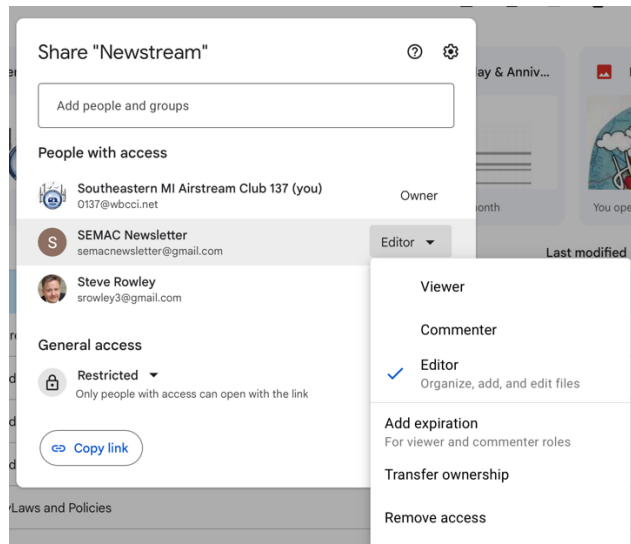 Share "Newstream"
ay & Anniv...
Add people and groups
People with access
Southeastern MI Airstream Club 137 (you)
0137@wbcci.net
Owner
onth
You ope
S
SEMAC Newsletter
semacnewsletter@gmail.com
Editor
Last modified
Steve Rowley
srowley3@gmail.com
Viewer
Commenter
Editor
Organize, add, and edit files
General access
Restricted
Only people with access can open with the link
Add expiration
For viewer and commenter roles
Copy link
Transfer ownership
Laws and Policies
Remove access